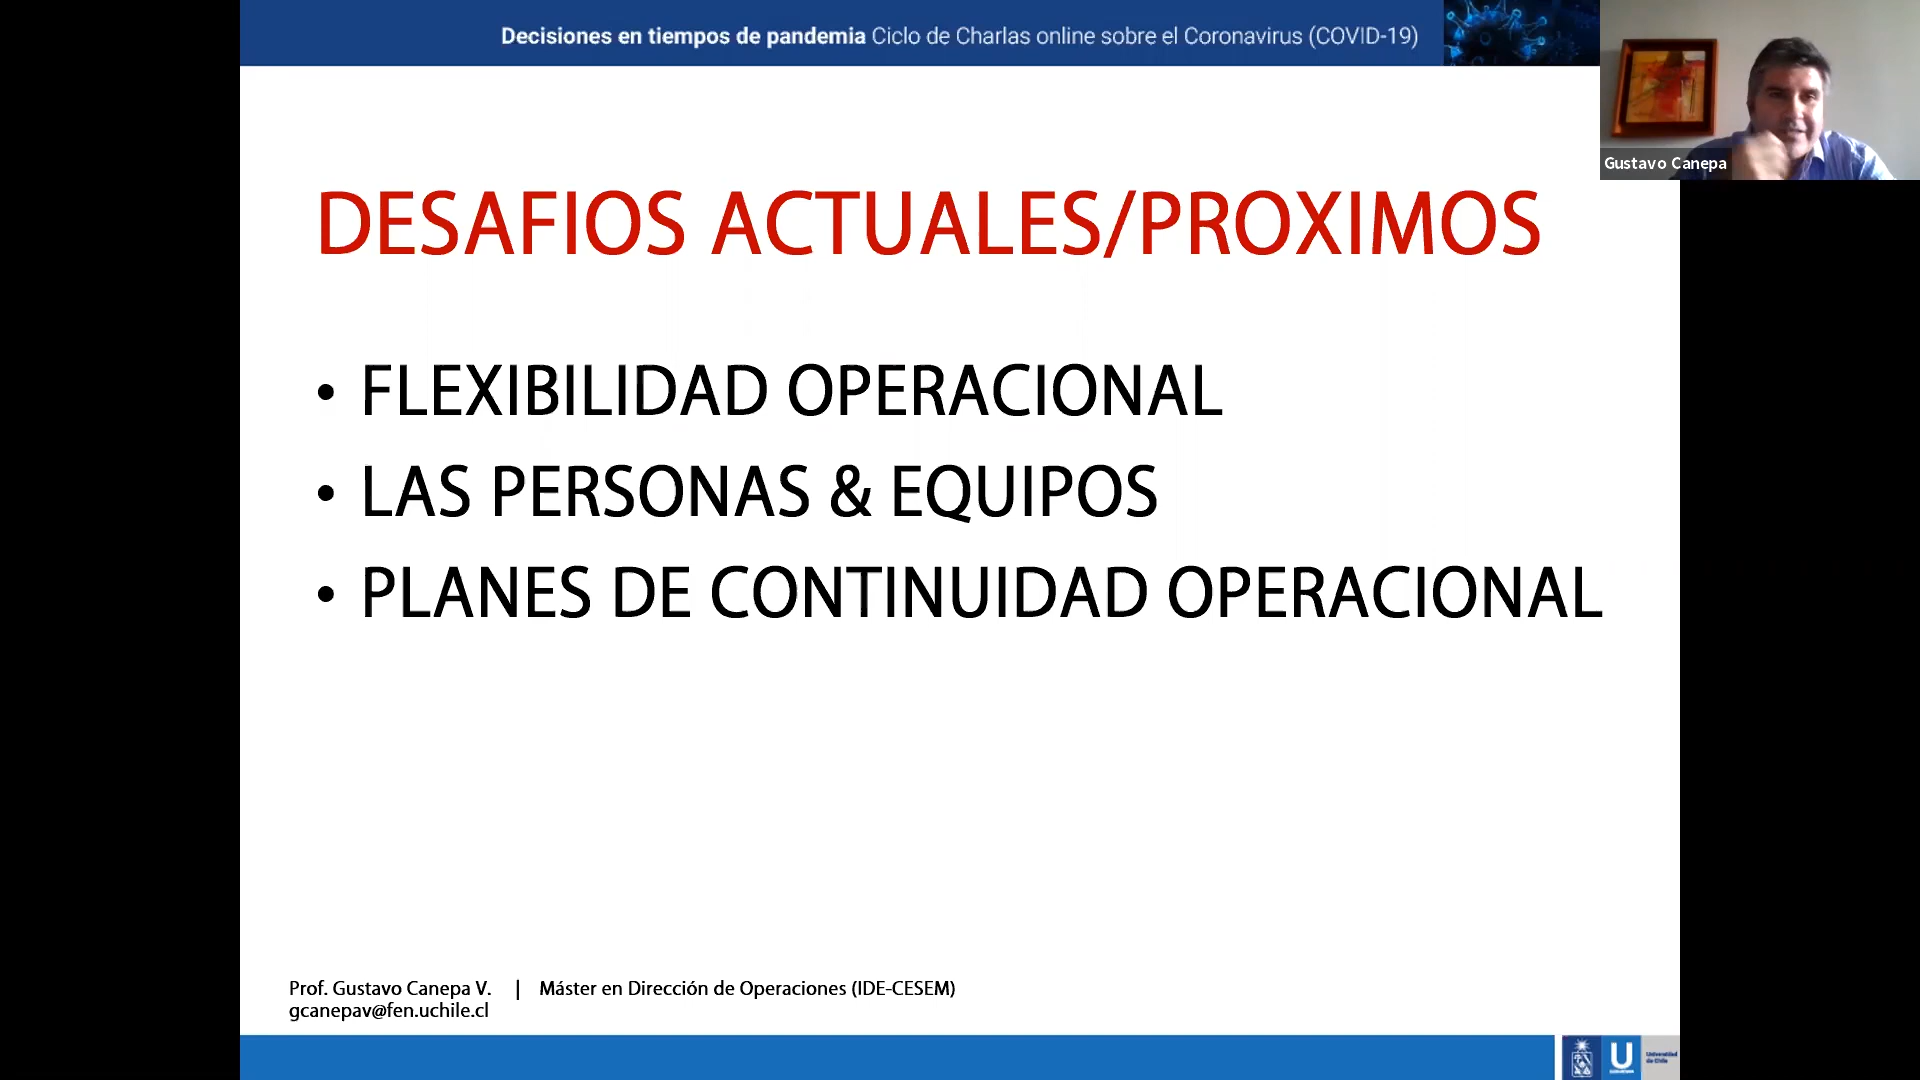 Decisiones en tiempos de pandemia Ciclo de Charlas online sobre el Coronavirus (COVID-19)
Gustavo Canepa
DESAFIOS ACTUALES/PROXIMOS
• FLEXIBILIDAD OPERACIONAL
• LAS PERSONAS & EQUIPOS
• PLANES DE CONTINUIDAD OPERACIONAL
Prof. Gustavo Canepa V. | Máster en Dirección de Operaciones (IDE-CESEM)
gcanepav@fen.uchile.cl
U
Universidad
de Chile